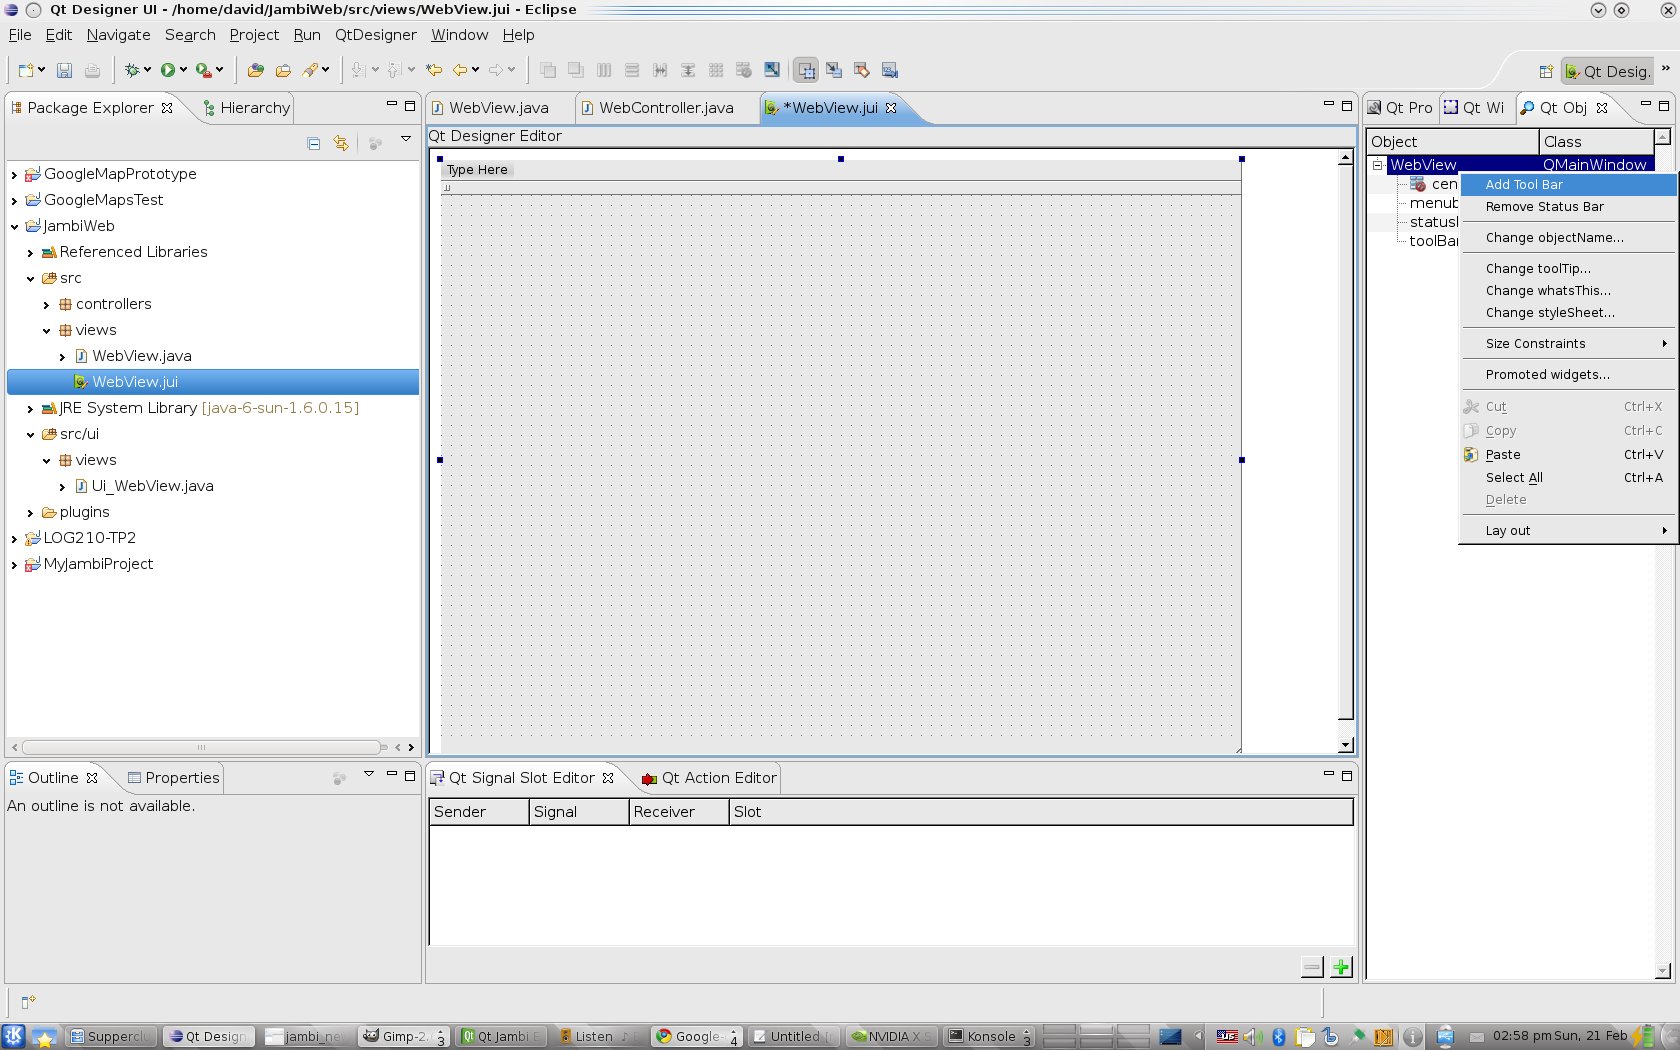 Qt Designer UI - /home/david/JambiWeb/src/views/WebView.jui - Eclipse
File Edit Navigate Search Project Run QtDesigner Window Help
Qt Desig.
Package Explorer
Hierarchy
GoogleMapPrototype
GoogleMapsTest
JambiWeb
Referenced Libraries
src
controllers
views
WebView.java
WebView.jui
JRE System Library [java-6-sun-1.6.0.15]
src/ui
views
Ui_WebView.java
plugins
LOG210-TP2
MyJambiProject
WebView.java
WebController.java
*WebView.jui
Qt Designer Editor
Type Here
Qt Pro
Qt Wi
Qt Obj
Object Class
WebView QMainWindow
cen
menub
status
toolBar
Add Tool Bar
Remove Status Bar
Change objectName...
Change toolTip...
Change whatsThis...
Change styleSheet...
Size Constraints
Promoted widgets...
Cut Ctrl+X
Copy Ctrl+C
Paste Ctrl+V
Select All Ctrl+A
Delete
Lay out
Outline
Properties
An outline is not available.
Qt Signal Slot Editor
Qt Action Editor
Sender Signal Receiver Slot
Supperclu
Qt Design
jambi_ne
Gimp-2. 3
Qt Jambi E
Listen
Google- 4
Untitled
NVIDIA X S
Konsole 3
02:58 pm Sun, 21 Feb